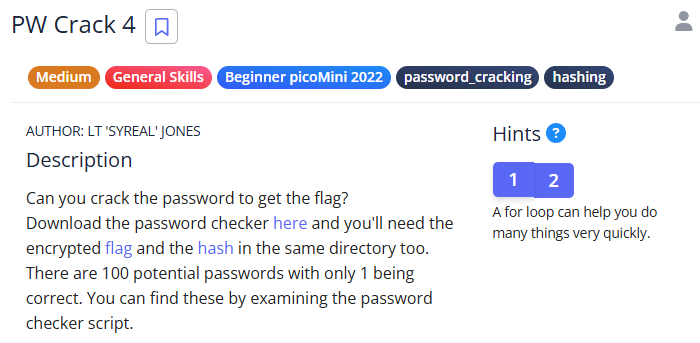 PW Crack 4
Medium General Skills Beginner picoMini 2022 password_cracking hashing
AUTHOR: LT 'SYREAL' JONES
Description
Can you crack the password to get the flag?
Download the password checker here and you'll need the
encrypted flag and the hash in the same directory too.
There are 100 potential passwords with only 1 being
correct. You can find these by examining the password
checker script.
Hints ?
1 2
A for loop can help you do
many things very quickly.